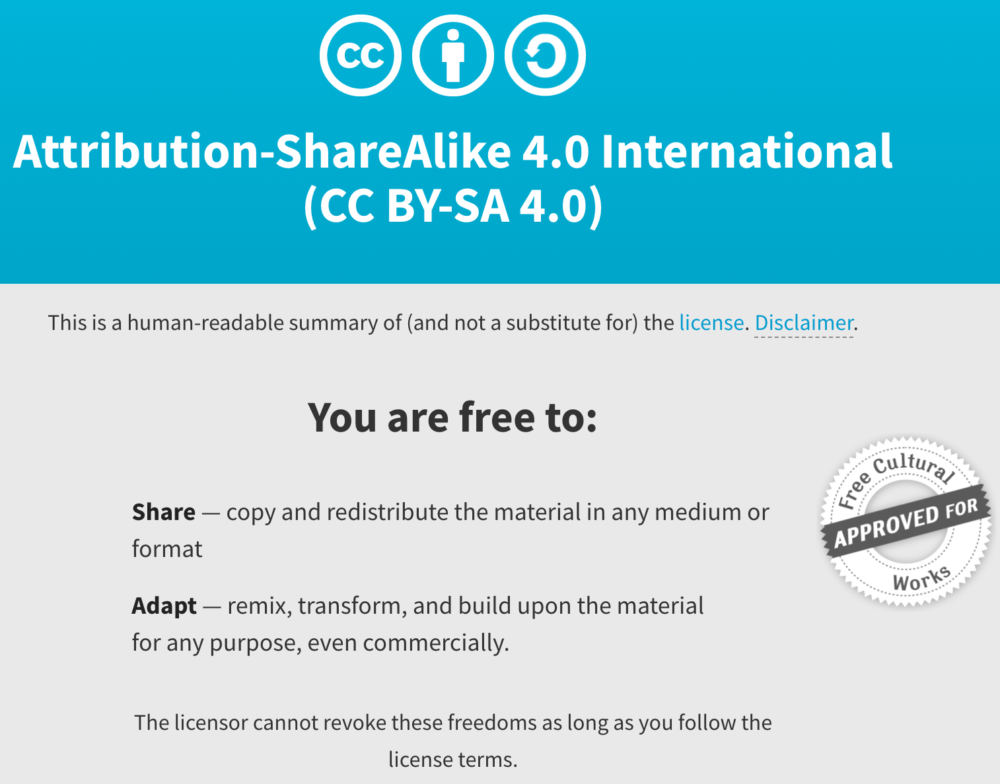 cc
Attribution-ShareAlike 4.0 International
(CC BY-SA 4.0)
This is a human-readable summary of (and not a substitute for) the license. Disclaimer.
You are free to:
Share — copy and redistribute the material in any medium or
format
Adapt — remix, transform, and build upon the material
for any purpose, even commercially.
Free Cultural
APPROVED FOR
Works
The licensor cannot revoke these freedoms as long as you follow the
license terms.